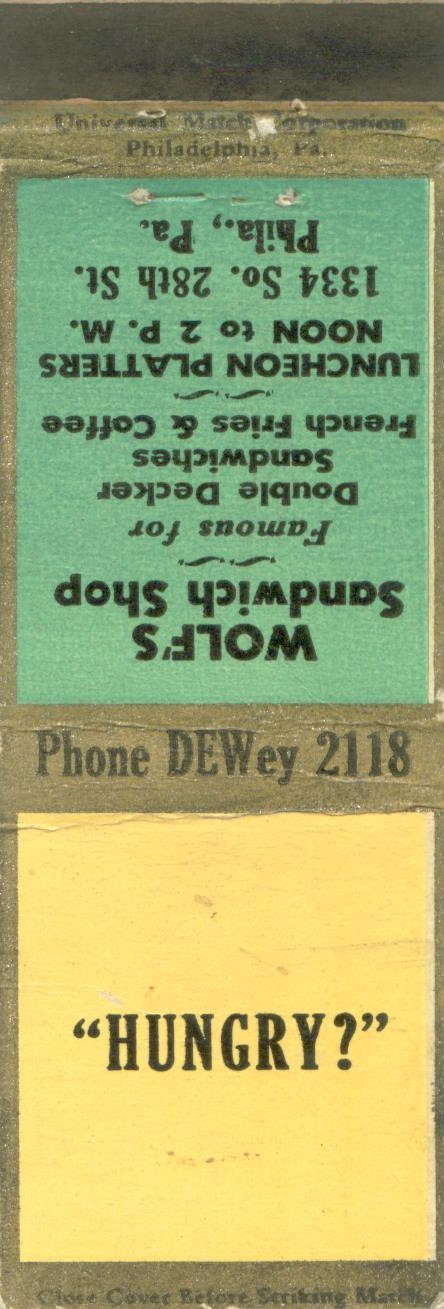 Universal Match Corporation
Philadelphia, Pa.
WOLF'S
Sandwich Shop
Famous for
Double Decker
Sandwiches
French Fries & Coffee
LUNCHEON PLATTERS
NOON to 2 P. M.
1334 So. 28th St.
Phila., Pa.
Phone DEWey 2118
“HUNGRY?”
Close Cover Before Striking Match